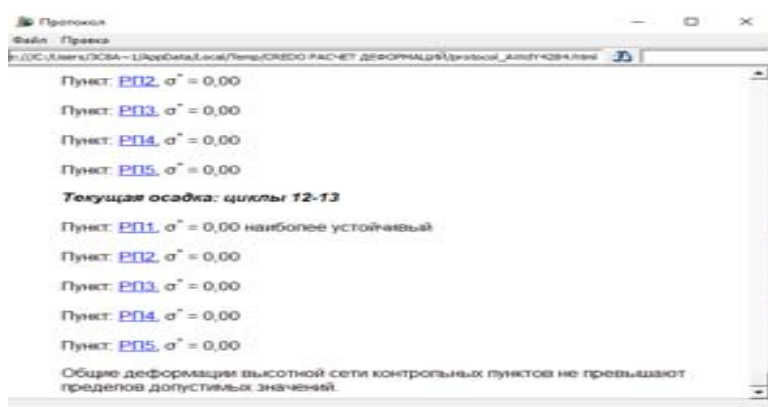 Протокол
Файл Правка
Пункт: РП2, σ* = 0,00
Пункт: РП3, σ* = 0,00
Пункт: РП4, σ* = 0,00
Пункт: РП5, σ* = 0,00
Текущая осадка: циклы 12-13
Пункт: РП1, σ* = 0,00 наиболее устойчивый
Пункт: РП2, σ* = 0,00
Пункт: РП3, σ* = 0,00
Пункт: РП4, σ* = 0,00
Пункт: РП5, σ* = 0,00
Общие деформации высотной сети контрольных пунктов не превышают
пределов допустимых значений.